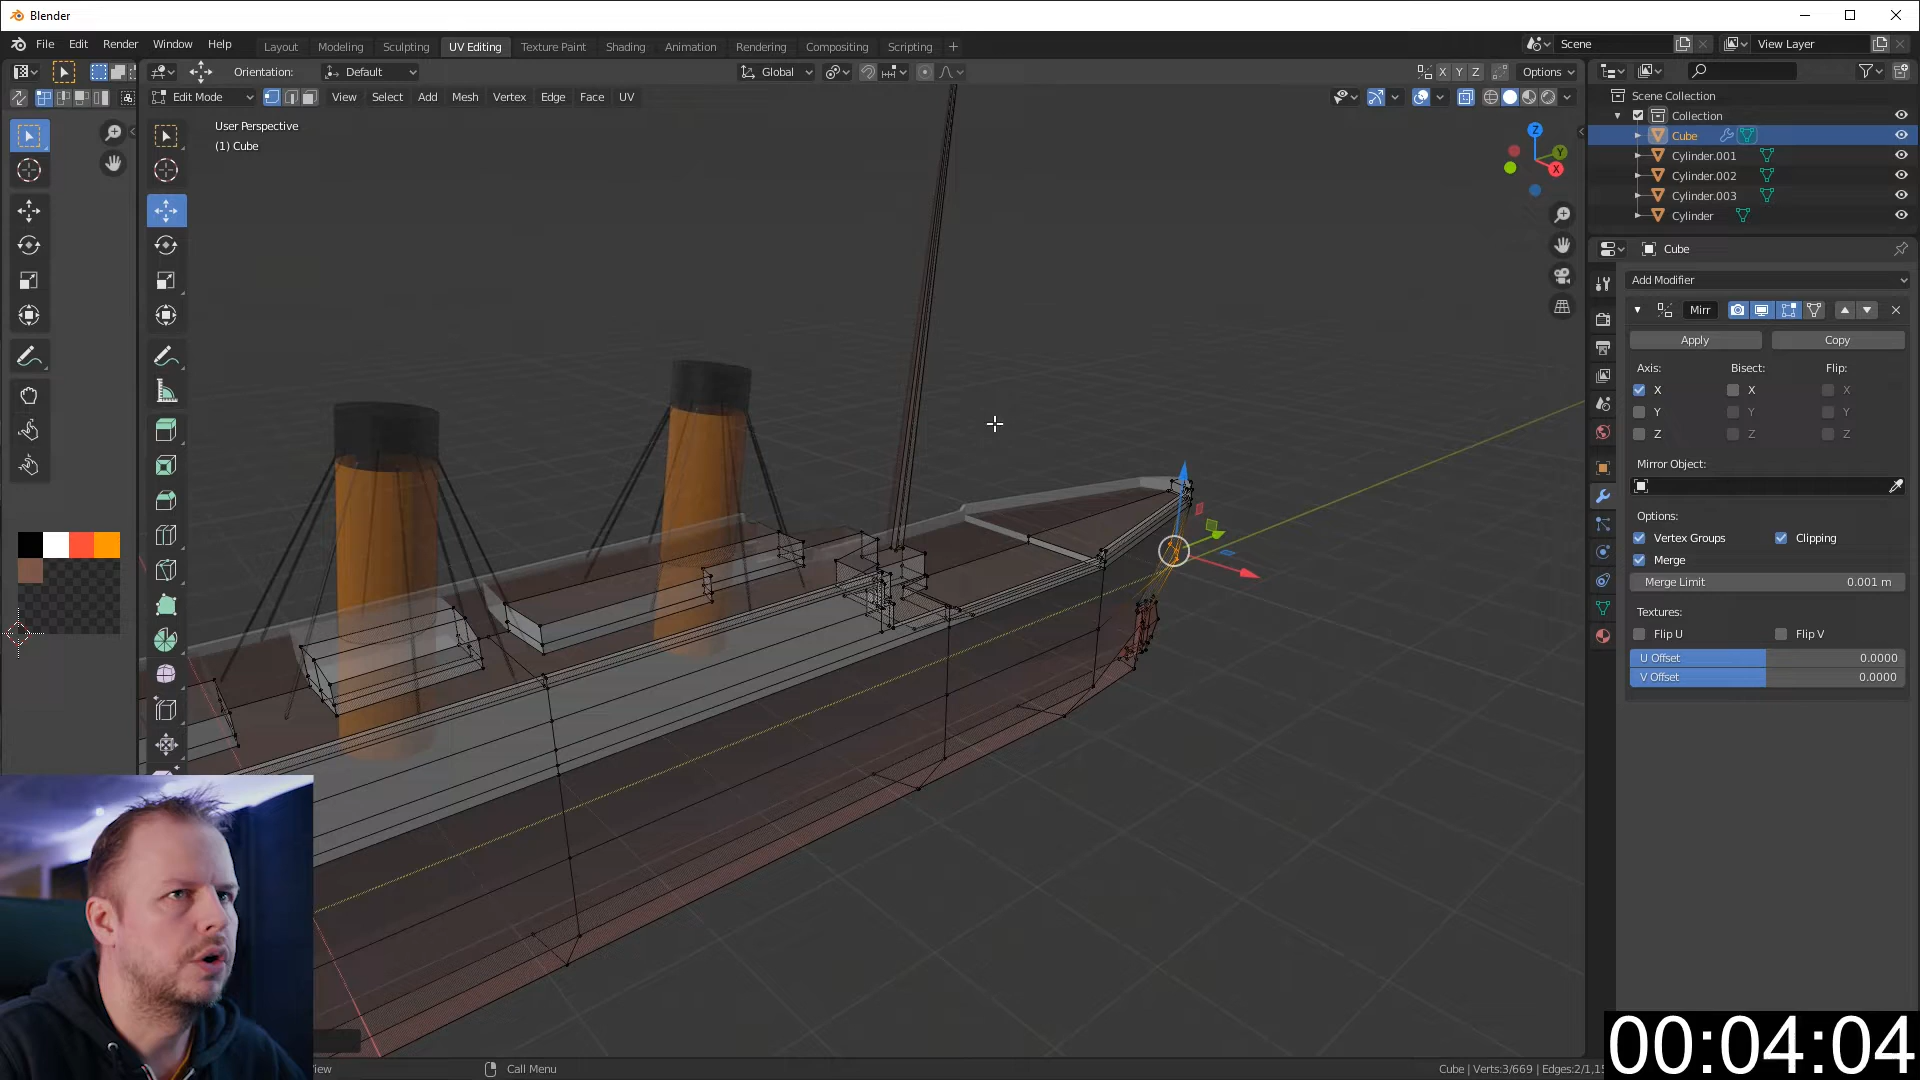 Blender
File Edit Render Window Help
Layout Modeling Sculpting UV Editing Texture Paint Shading Animation Rendering Compositing Scripting +
Scene
View Layer
Orientation: Default
Global
X Y Z
Options
Edit Mode
View Select Add Mesh Vertex Edge Face UV
User Perspective
(1) Cube
Z
Y
X
Scene Collection
Collection
Cube
Cylinder.001
Cylinder.002
Cylinder.003
Cylinder
Cube
Add Modifier
Mirr
Apply Copy
Axis: Bisect: Flip:
X X X
Y Y Y
Z Z Z
Mirror Object:
Options:
Vertex Groups Clipping
Merge
Merge Limit 0.001 m
Textures:
Flip U Flip V
U Offset 0.0000
V Offset 0.0000
Call Menu
Cube | Verts:3/669 | Edges:2/1,1
00:04:04